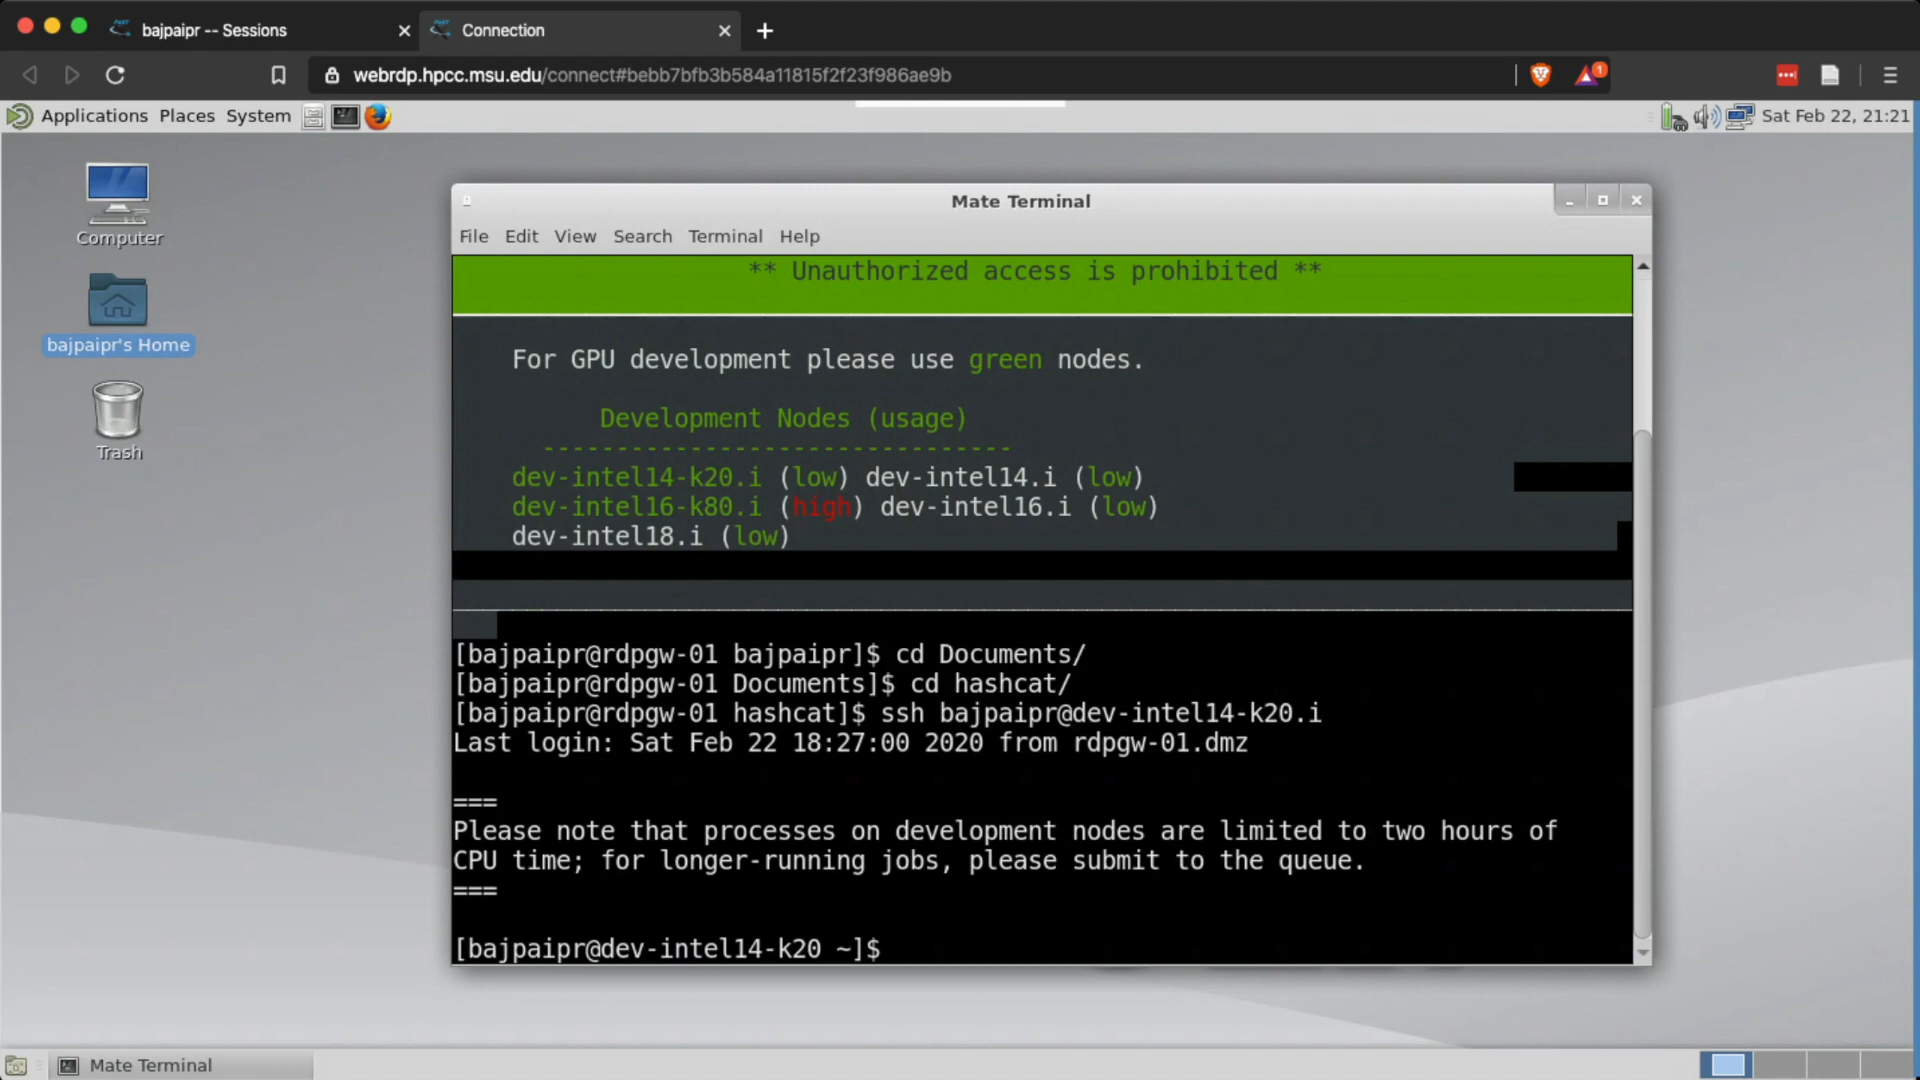 bajpaipr -- Sessions
Connection
webrdp.hpcc.msu.edu/connect#bebb7bfb3b584a11815f2f23f986ae9b
1
Applications Places System
Sat Feb 22, 21:21
Computer
bajpaipr's Home
Trash
Mate Terminal
File Edit View Search Terminal Help
** Unauthorized access is prohibited **
For GPU development please use green nodes.
Development Nodes (usage)
--------------------------------
dev-intel14-k20.i (low) dev-intel14.i (low)
dev-intel16-k80.i (high) dev-intel16.i (low)
dev-intel18.i (low)
[bajpaipr@rdpgw-01 bajpaipr]$ cd Documents/
[bajpaipr@rdpgw-01 Documents]$ cd hashcat/
[bajpaipr@rdpgw-01 hashcat]$ ssh bajpaipr@dev-intel14-k20.i
Last login: Sat Feb 22 18:27:00 2020 from rdpgw-01.dmz
===
Please note that processes on development nodes are limited to two hours of
CPU time; for longer-running jobs, please submit to the queue.
===
[bajpaipr@dev-intel14-k20 ~]$
Mate Terminal